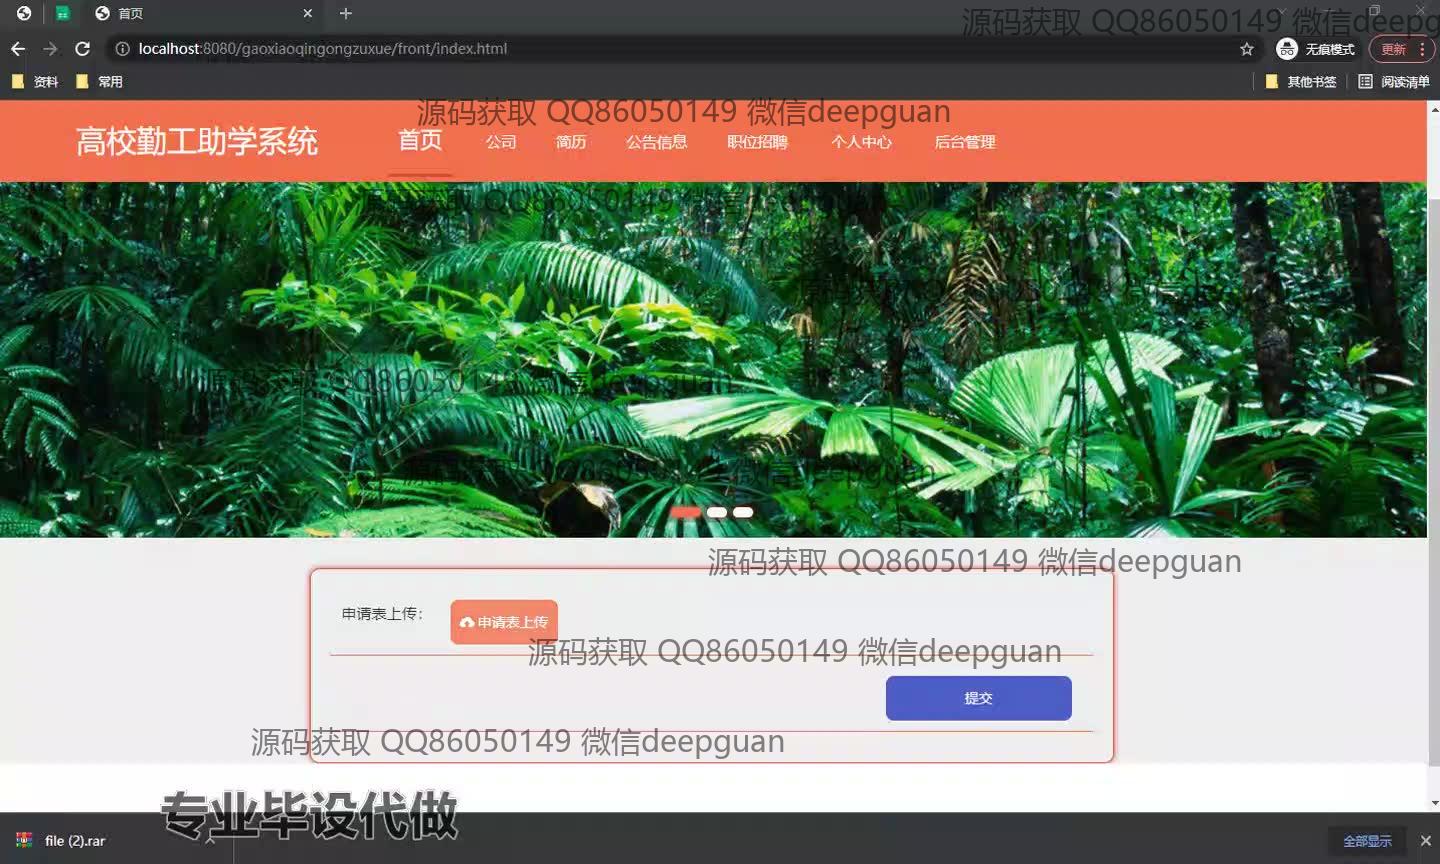 首页
源码获取 QQ86050149 微信deepg
localhost:8080/gaoxiaoqingongzuxue/front/index.html
无痕模式
更新
资料
常用
其他书签
阅读清单
源码获取 QQ86050149 微信deepguan
高校勤工助学系统
首页
公司
简历
公告信息
职位招聘
个人中心
后台管理
源码获取 QQ86050149 微信deepguan
源码获取 QQ86050149 微信deepguan
源码获取 QQ86050149 微信deepguan
源码获取 QQ86050149 微信deepguan
申请表上传:
申请表上传
源码获取 QQ86050149 微信deepguan
提交
源码获取 QQ86050149 微信deepguan
专业毕设代做
file (2).rar
全部显示